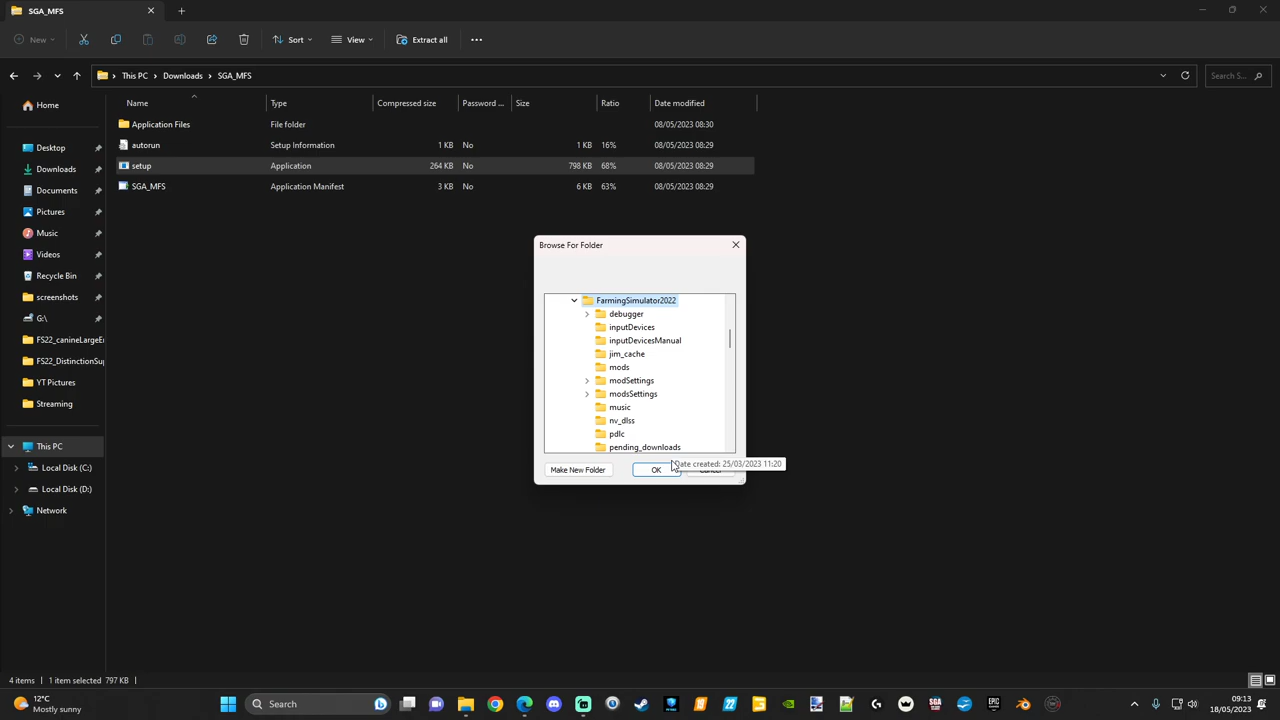 SGA_MFS
New
Sort
View
Extract all
This PC
Downloads
SGA_MFS
Search S...
Name
Type
Compressed size
Password ...
Size
Ratio
Date modified
Application Files
File folder
08/05/2023 08:30
autorun
Setup Information
1 KB
No
1 KB
16%
08/05/2023 08:29
setup
Application
264 KB
No
798 KB
68%
08/05/2023 08:29
SGA_MFS
Application Manifest
3 KB
No
6 KB
63%
08/05/2023 08:29
Home
Desktop
Downloads
Documents
Pictures
Music
Videos
Recycle Bin
screenshots
G:\
FS22_canineLargeE
FS22_DistinctionSu
YT Pictures
Streaming
This PC
Local Disk (C:)
Local Disk (D:)
Network
Browse For Folder
FarmingSimulator2022
debugger
inputDevices
inputDevicesManual
jim_cache
mods
modSettings
modsSettings
music
nv_dlss
pdlc
pending_downloads
Date created: 25/03/2023 11:20
Make New Folder
OK
Cancel
4 items
1 item selected 797 KB
12°C
Mostly sunny
Search
09:13
18/05/2023